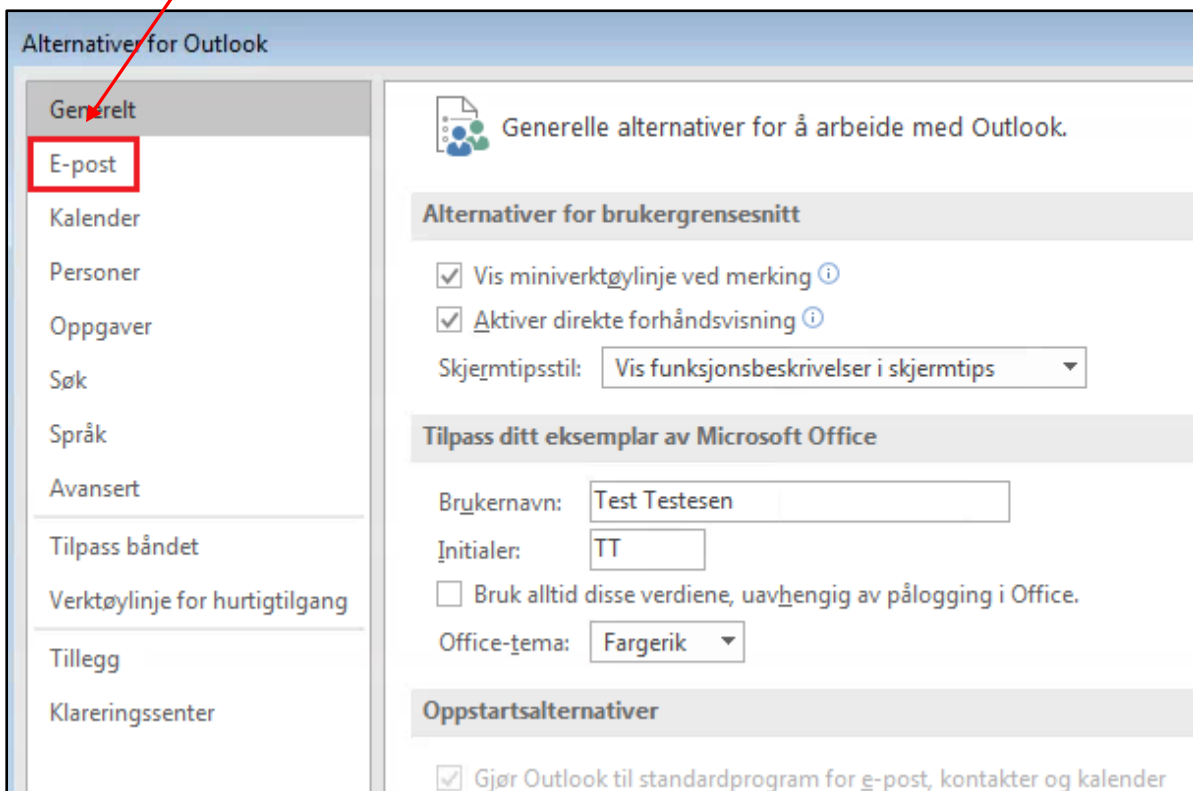 Alternativer for Outlook
Generelt
E-post
Kalender
Personer
Oppgaver
Søk
Språk
Avansert
Tilpass båndet
Verktøylinje for hurtigtilgang
Tillegg
Klareringssenter
Generelle alternativer for å arbeide med Outlook.
Alternativer for brukergrensesnitt
Vis miniverktøylinje ved merking
Aktiver direkte forhåndsvisning
Skjermtipsstil: Vis funksjonsbeskrivelser i skjermtips
Tilpass ditt eksemplar av Microsoft Office
Brukernavn: Test Testesen
Initialer: TT
Bruk alltid disse verdiene, uavhengig av pålogging i Office.
Office-tema: Fargerik
Oppstartsalternativer
Gjør Outlook til standardprogram for e-post, kontakter og kalender